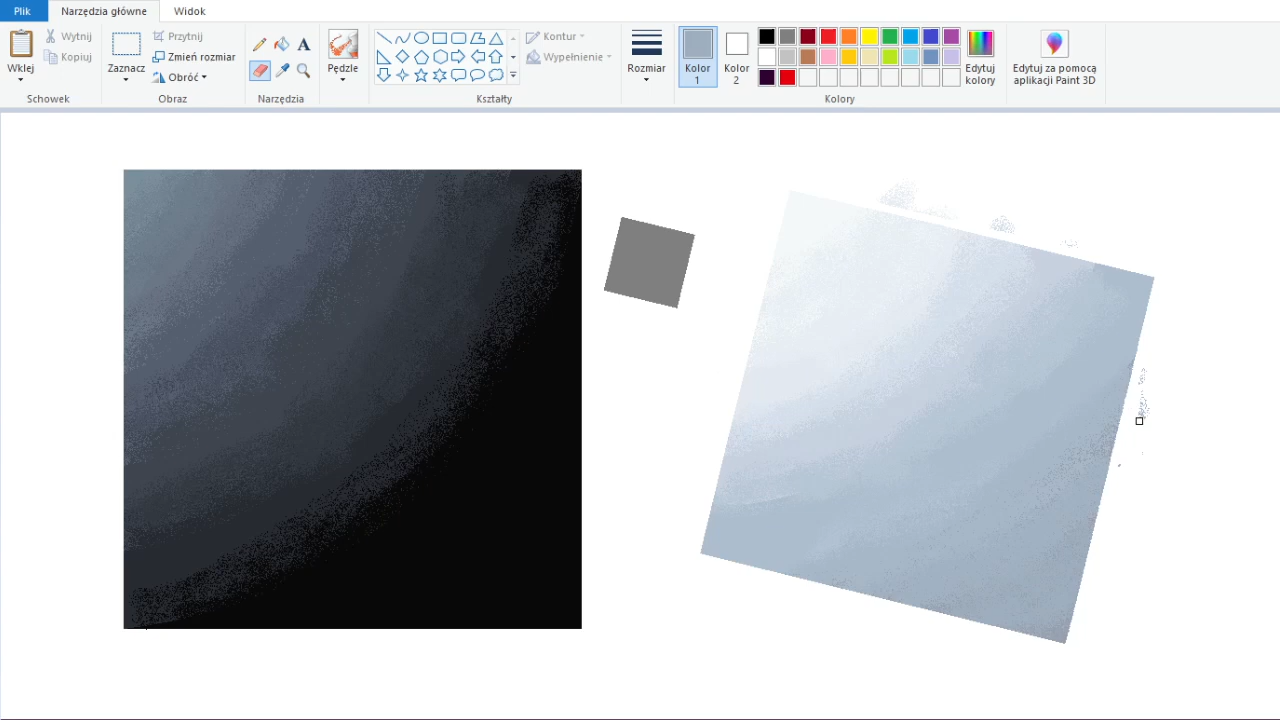 Plik Narzędzia główne Widok
Wklej
Wytnij
Kopiuj
Schowek
Zaznacz
Przytnij
Zmień rozmiar
Obróć
Obraz
A
Narzędzia
Pędzle
Kształty
Kontur
Wypełnienie
Rozmiar
Kolor
1
Kolor
2
Edytuj
kolory
Kolory
Edytuj za pomocą
aplikacji Paint 3D